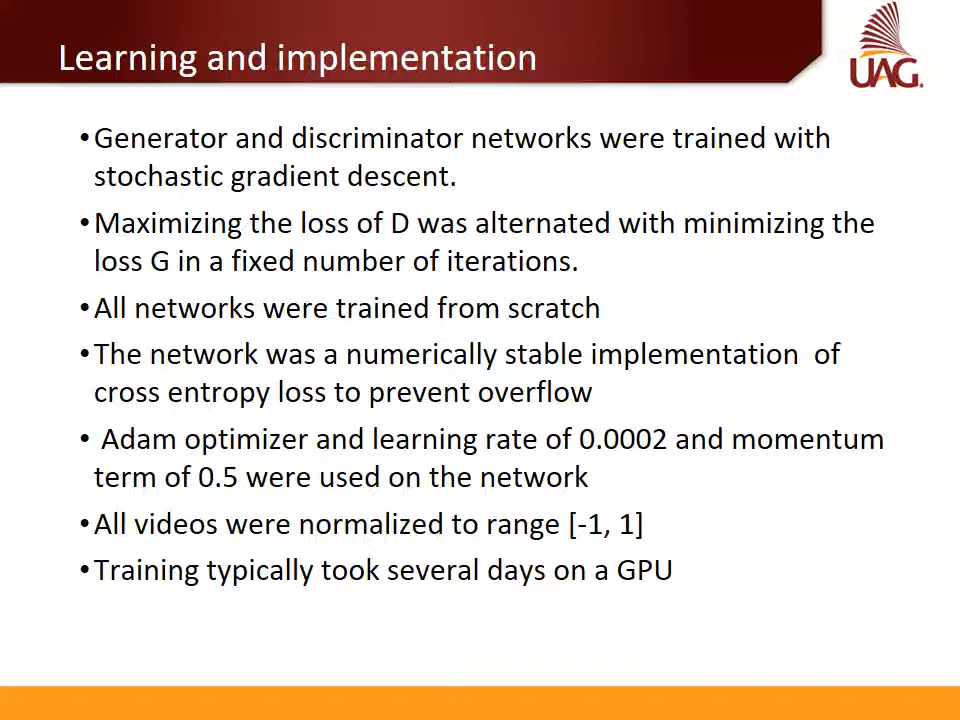 Learning and implementation
UAG.
•Generator and discriminator networks were trained with
stochastic gradient descent.
•Maximizing the loss of D was alternated with minimizing the
loss G in a fixed number of iterations.
•All networks were trained from scratch
•The network was a numerically stable implementation  of
cross entropy loss to prevent overflow
• Adam optimizer and learning rate of 0.0002 and momentum
term of 0.5 were used on the network
•All videos were normalized to range [-1, 1]
•Training typically took several days on a GPU